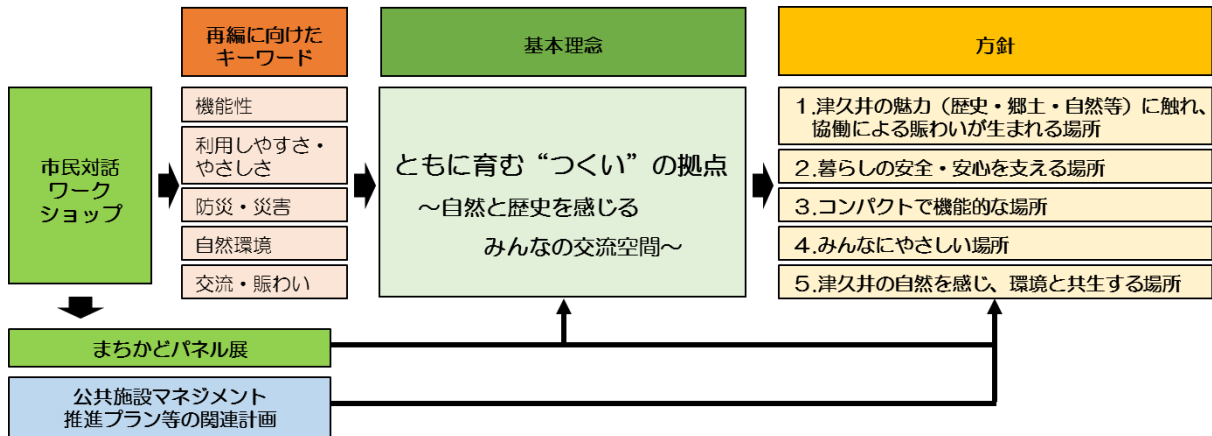 再編に向けた
キーワード
基本理念
方針
市民対話
ワーク
ショップ
機能性
利用しやすさ・
やさしさ
防災・災害
自然環境
交流・賑わい
ともに育む“つくい”の拠点
～自然と歴史を感じる
みんなの交流空間～
1.津久井の魅力（歴史・郷土・自然等）に触れ、
協働による賑わいが生まれる場所
2.暮らしの安全・安心を支える場所
3.コンパクトで機能的な場所
4.みんなにやさしい場所
5.津久井の自然を感じ、環境と共生する場所
まちかどパネル展
公共施設マネジメント
推進プラン等の関連計画